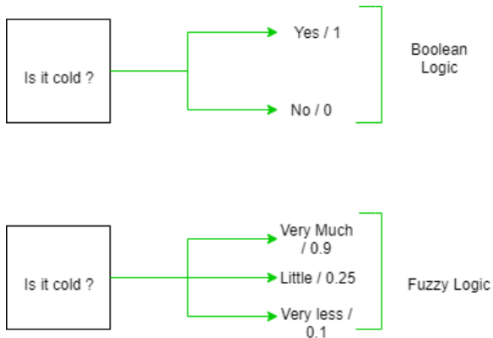 Is it cold ?
Yes / 1
No / 0
Boolean
Logic
Is it cold ?
Very Much
/ 0.9
Little / 0.25
Very less /
0.1
Fuzzy Logic